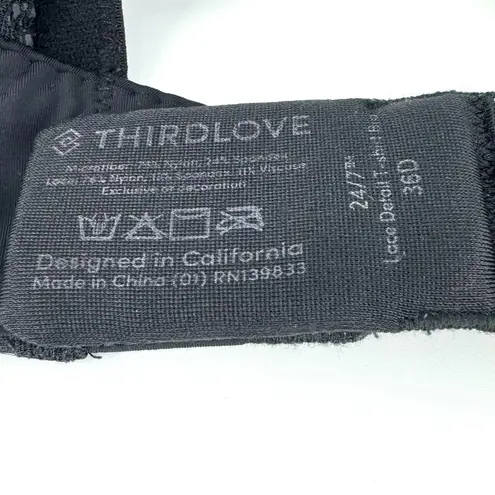 THIRDLOVE
Microfiber: 76% Nylon, 24% Spandex
Lace: 78% Nylon, 11% Spandex, 11% Viscose
Exclusive of decoration
Designed in California
Made in China (01) RN139833
24/7™
Lace Detail T-shirt Bra
36D